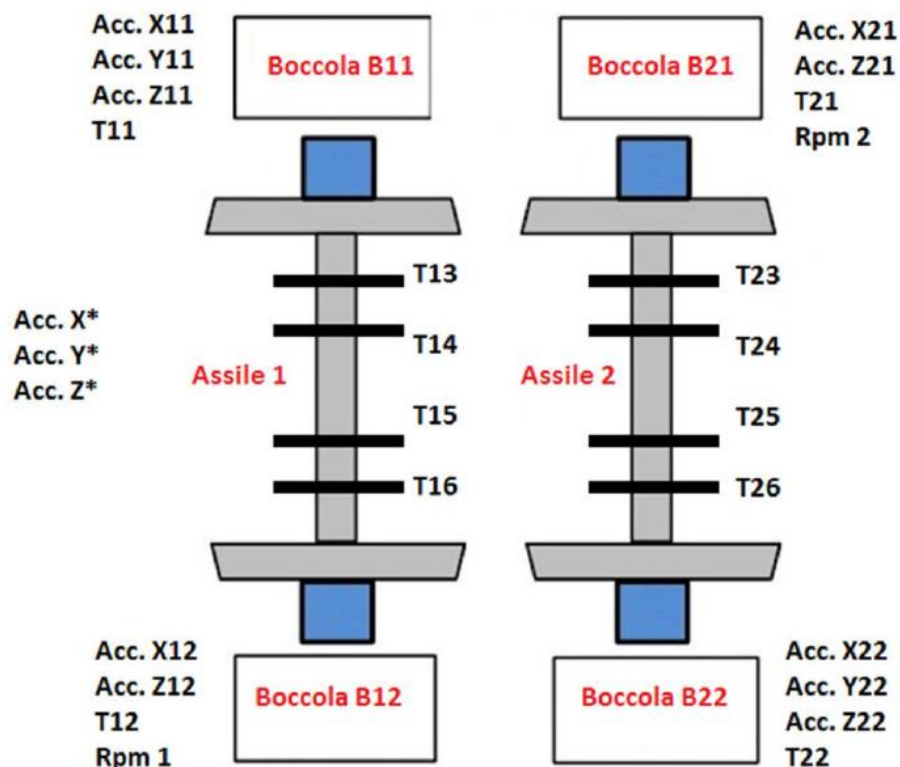 Acc. X11
Acc. Y11
Acc. Z11
T11
Boccola B11
Boccola B21
Acc. X21
Acc. Z21
T21
Rpm 2
T13
T14
T15
T16
Acc. X*
Acc. Y*
Acc. Z*
Assile 1
Assile 2
T23
T24
T25
T26
Acc. X12
Acc. Z12
T12
Rpm 1
Boccola B12
Boccola B22
Acc. X22
Acc. Y22
Acc. Z22
T22